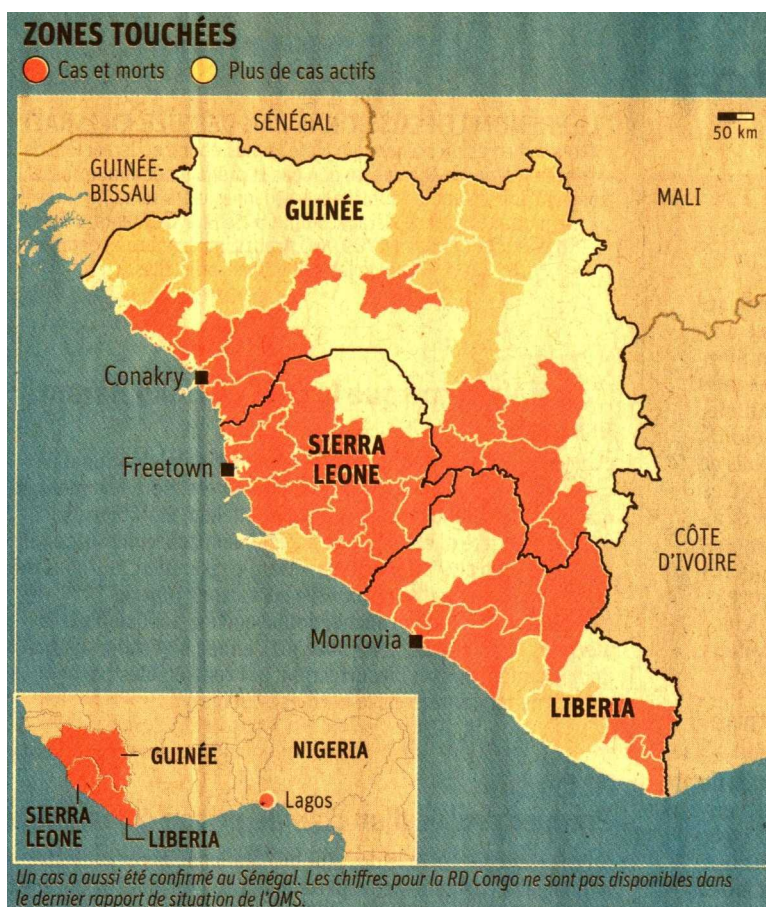 ZONES TOUCHÉES
Cas et morts
Plus de cas actifs
SÉNÉGAL
50 km
GUINÉE-
BISSAU
MALI
GUINÉE
Conakry
SIERRA
LEONE
Freetown
CÔTE
D'IVOIRE
Monrovia
LIBERIA
GUINÉE
NIGERIA
Lagos
SIERRA
LEONE
LIBERIA
Un cas a aussi été confirmé au Sénégal. Les chiffres pour la RD Congo ne sont pas disponibles dans
le dernier rapport de situation de l'OMS.